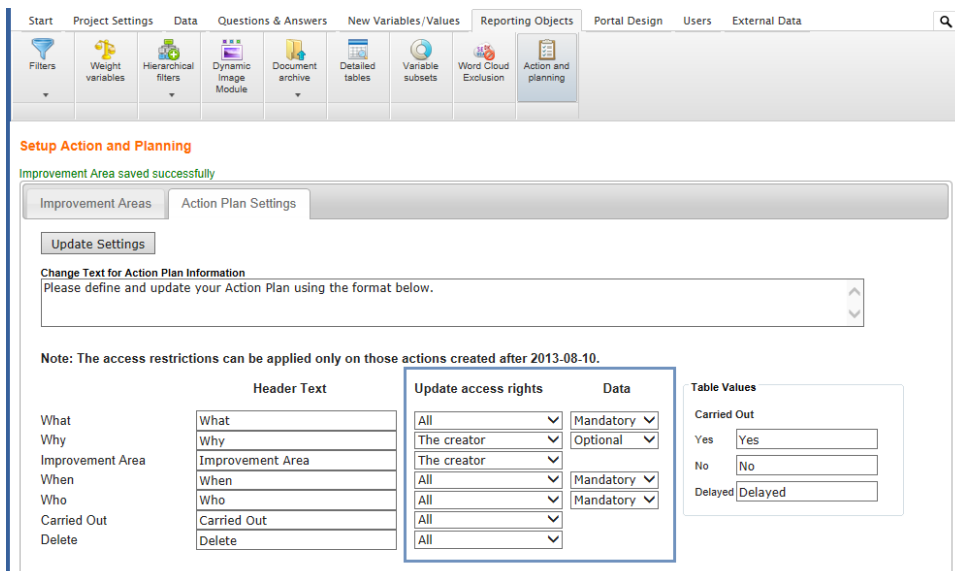 Start Project Settings Data Questions & Answers New Variables/Values Reporting Objects Portal Design Users External Data
Filters Weight variables Hierarchical filters Dynamic Image Module Document archive Detailed tables Variable subsets Word Cloud Exclusion Action and planning
Setup Action and Planning
Improvement Area saved successfully
Improvement Areas Action Plan Settings
Update Settings
Change Text for Action Plan Information
Please define and update your Action Plan using the format below.
Note: The access restrictions can be applied only on those actions created after 2013-08-10.
Header Text Update access rights Data Table Values
What What All Mandatory Carried Out
Why Why The creator Optional Yes Yes
Improvement Area Improvement Area The creator No No
When When All Mandatory
Who Who All Mandatory Delayed Delayed
Carried Out Carried Out All
Delete Delete All